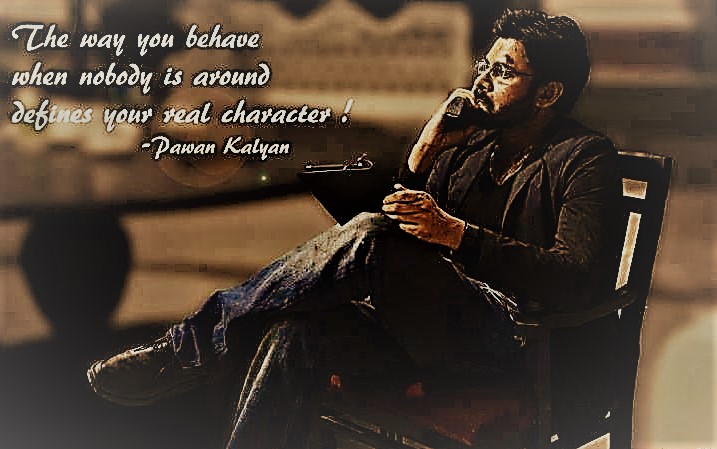 The way you behave
when nobody is around
defines your real character !
-Pawan Kalyan